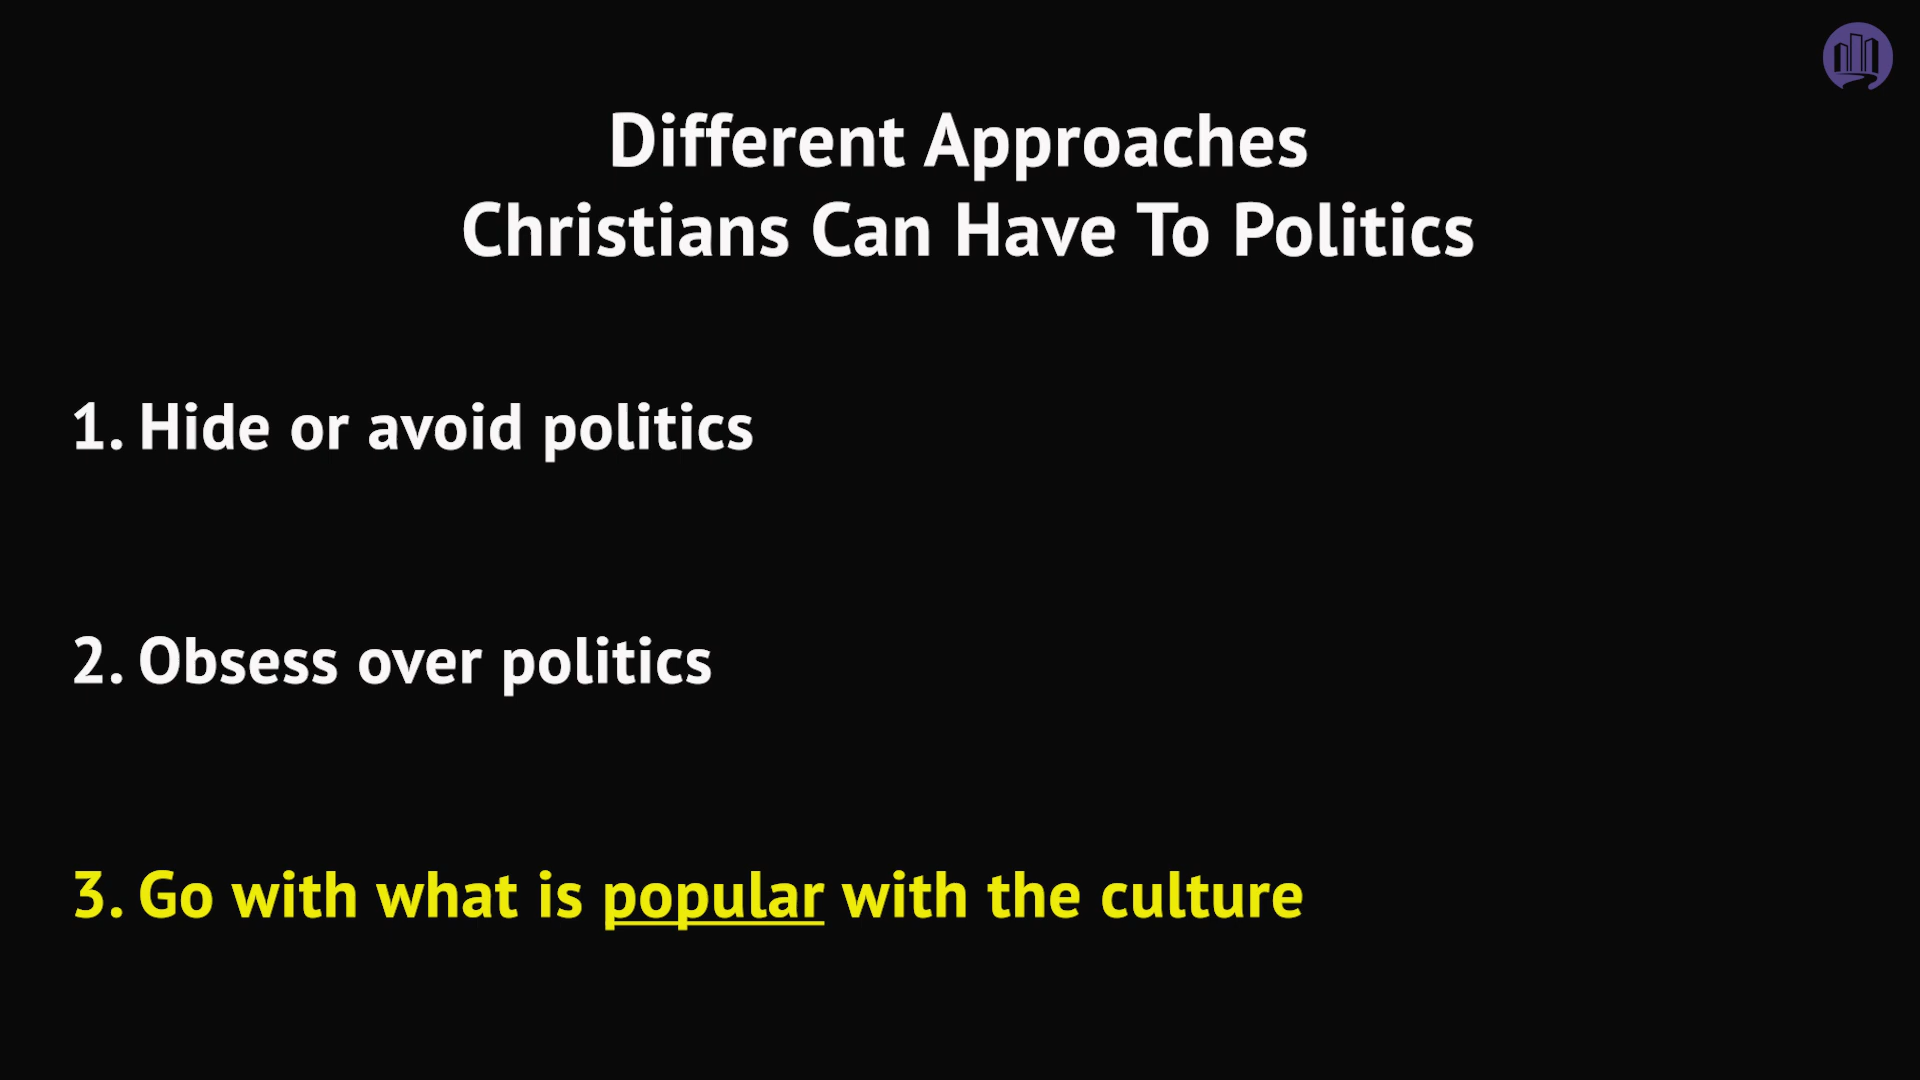 Different Approaches
Christians Can Have To Politics
1. Hide or avoid politics
2. Obsess over politics
3. Go with what is popular with the culture